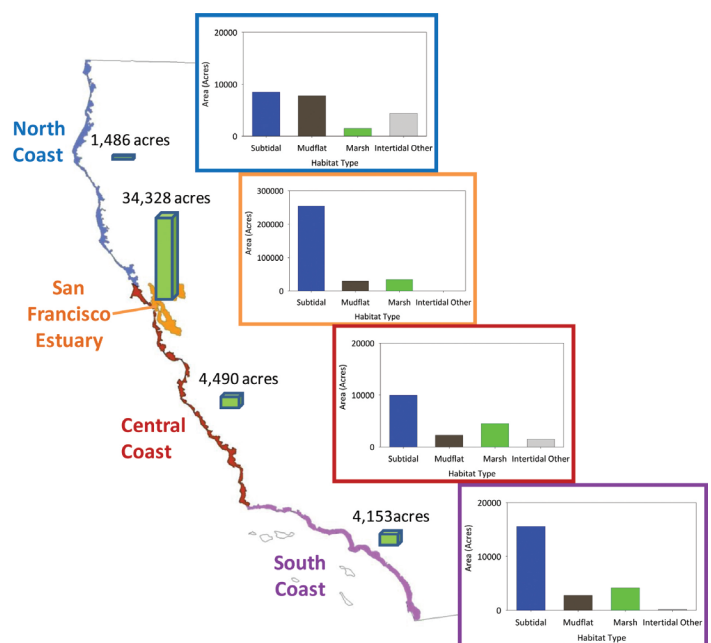 North
Coast
1,486 acres
34,328 acres
San
Francisco
Estuary
4,490 acres
Central
Coast
4,153acres
South
Coast
Area (Acres)
20000
10000
0
Subtidal Mudflat Marsh Intertidal Other
Habitat Type
Area (Acres)
300000
200000
100000
0
Subtidal Mudflat Marsh Intertidal Other
Habitat Type
Area (Acres)
20000
10000
0
Subtidal Mudflat Marsh Intertidal Other
Habitat Type
Area (Acres)
20000
10000
0
Subtidal Mudflat Marsh Intertidal Other
Habitat Type